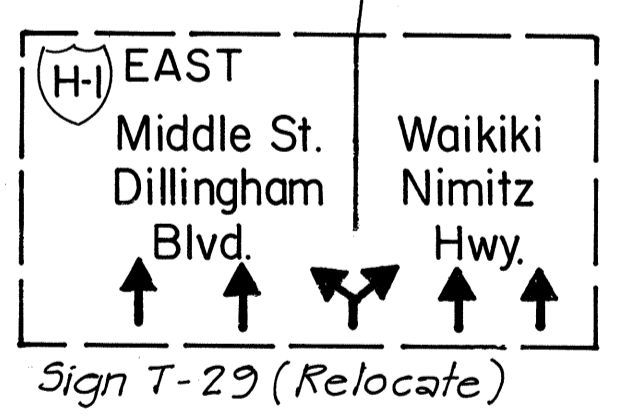 H-1 EAST
Middle St.
Dillingham
Blvd.
Waikiki
Nimitz
Hwy.
Sign T-29 (Relocate)